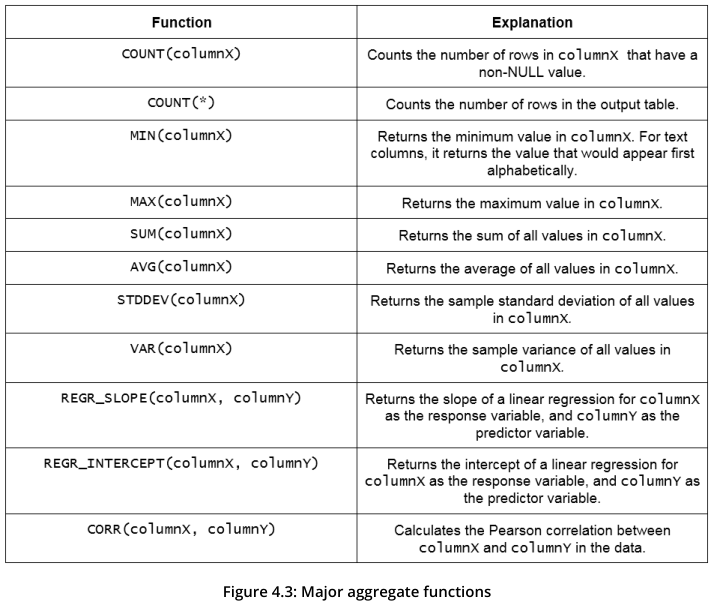 Function
Explanation
COUNT(columnX)
Counts the number of rows in columnX that have a
non-NULL value.
COUNT(*)
Counts the number of rows in the output table.
MIN(columnX)
Returns the minimum value in columnX. For text
columns, it returns the value that would appear first
alphabetically.
MAX(columnX)
Returns the maximum value in columnX.
SUM(columnX)
Returns the sum of all values in columnX.
AVG(columnX)
Returns the average of all values in columnX.
STDDEV(columnX)
Returns the sample standard deviation of all values
in columnX.
VAR(columnX)
Returns the sample variance of all values in
columnX.
REGR_SLOPE(columnX, columnY)
Returns the slope of a linear regression for columnX
as the response variable, and columnY as the
predictor variable.
REGR_INTERCEPT(columnX, columnY)
Returns the intercept of a linear regression for
columnX as the response variable, and columnY as
the predictor variable.
CORR(columnX, columnY)
Calculates the Pearson correlation between
columnX and columnY in the data.
Figure 4.3: Major aggregate functions